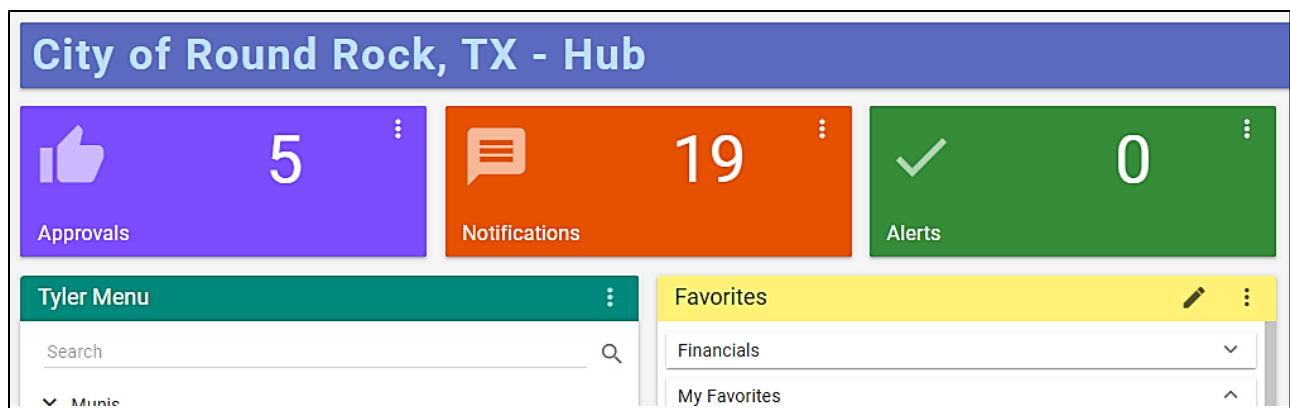 City of Round Rock, TX - Hub
5
Approvals
19
Notifications
0
Alerts
Tyler Menu
Search
Munis
Favorites
Financials
My Favorites